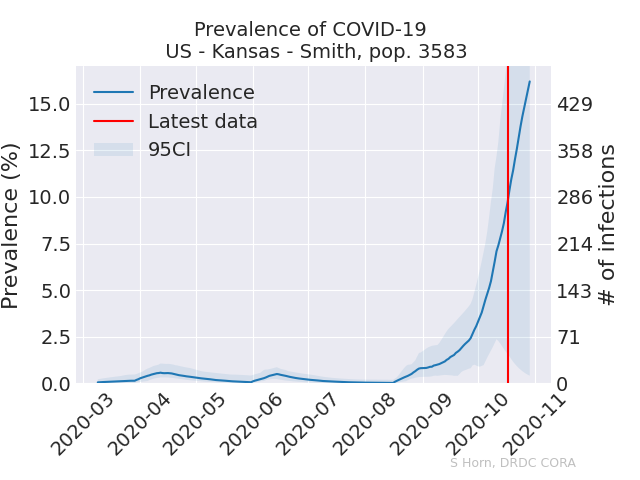 Prevalence of COVID-19
US - Kansas - Smith, pop. 3583
Prevalence
Latest data
95CI
Prevalence (%)
15.0
12.5
10.0
7.5
5.0
2.5
0.0
429
358
286
214
143
71
0
# of infections
2020-03
2020-04
2020-05
2020-06
2020-07
2020-08
2020-09
2020-10
2020-11
S Horn, DRDC CORA